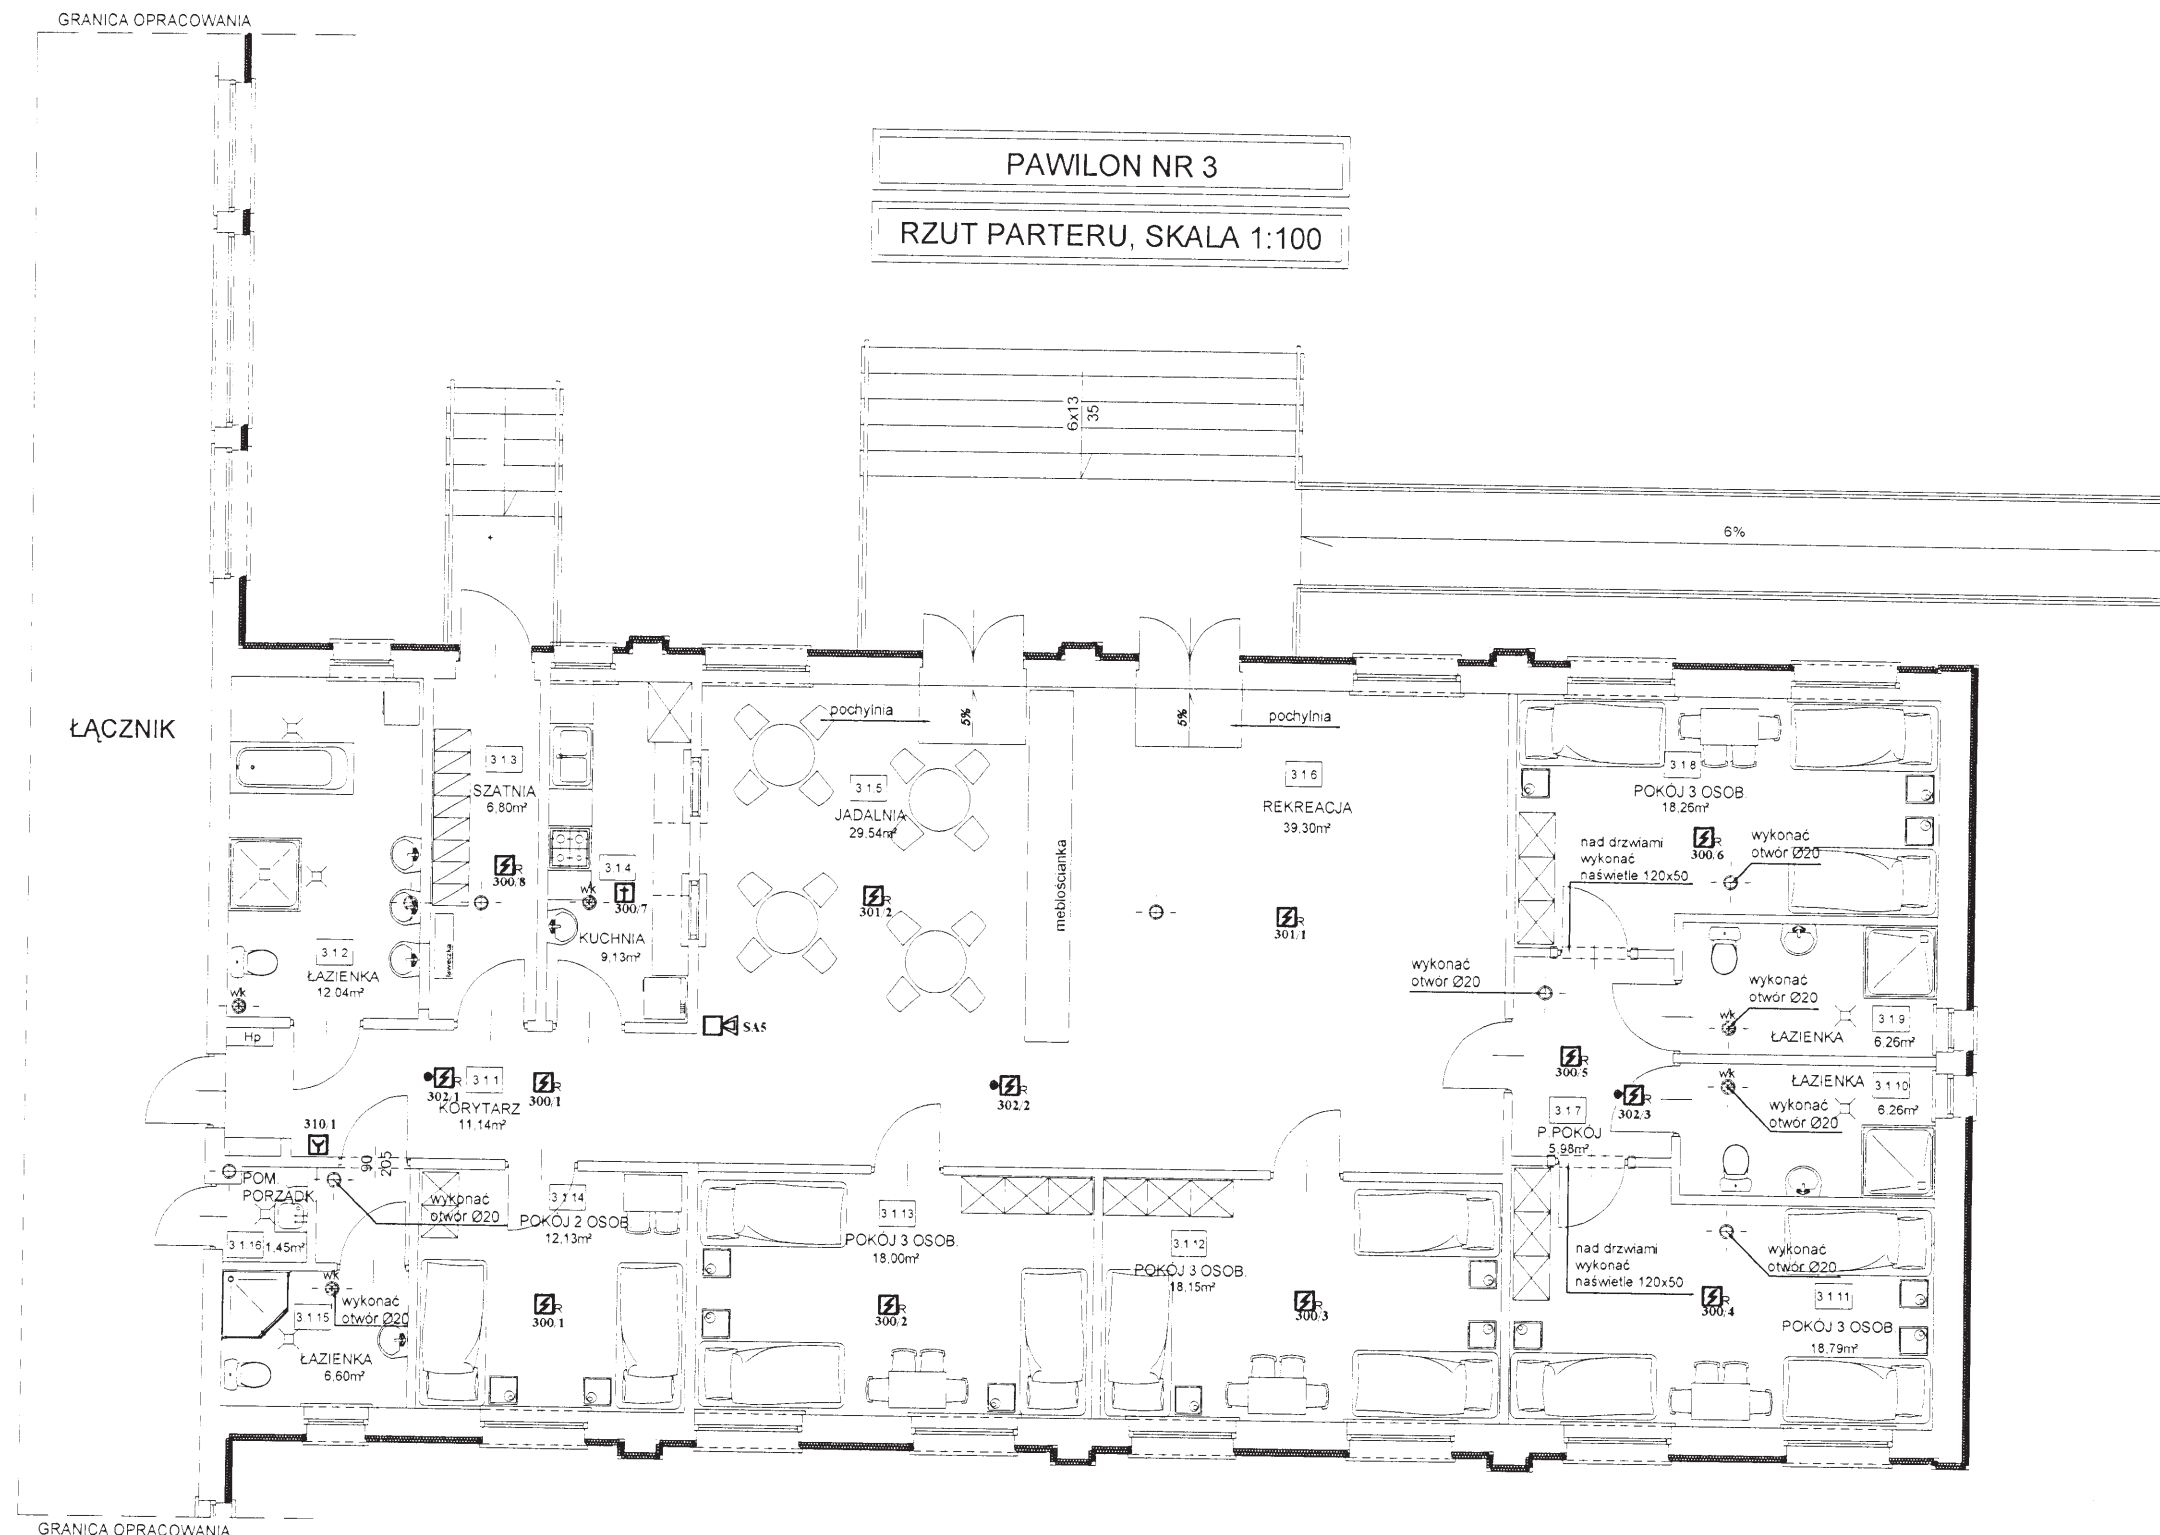 GRANICA OPRACOWANIA
PAWILON NR 3
RZUT PARTERU, SKALA 1:100
6x13
35
6%
ŁĄCZNIK
pochylnia
5%
5%
pochylnia
3.1.3
SZATNIA
6,80m²
3.1.5
JADALNIA
29.54m²
3.1.6
REKREACJA
39,30m²
3.1.8
POKÓJ 3 OSOB.
18,26m²
R
300/8
3.1.4
wk
300/7
KUCHNIA
9,13m²
R
301/2
meblościanka
R
301/1
nad drzwiami
wykonać
naświetle 120x50
R
300/6
wykonać
otwór Ø20
3.1.2
ŁAZIENKA
12.04m²
wk
ławeczka
Hp
SA5
wykonać
otwór Ø20
wykonać
otwór Ø20
wk
ŁAZIENKA
3.1.9
6.26m²
R
302/1
3.1.1
KORYTARZ
11,14m²
R
300/1
R
302/2
R
300/5
R
302/3
3.1.7
P.POKÓJ
5,98m²
wk
ŁAZIENKA
3.1.10
6.26m²
wykonać
otwór Ø20
310/1
90
205
POM.
PORZĄDK.
3.1.16
1,45m²
wykonać
otwór Ø20
3.1.14
POKÓJ 2 OSOB
12,13m²
3.1.13
POKÓJ 3 OSOB.
18,00m²
3.1.12
POKÓJ 3 OSOB.
18,15m²
nad drzwiami
wykonać
naświetle 120x50
wykonać
otwór Ø20
wk
wykonać
otwór Ø20
3.1.15
ŁAZIENKA
6,60m²
R
300.1
R
300/2
R
300/3
R
300/4
3.1.11
POKÓJ 3 OSOB
18,79m²
GRANICA OPRACOWANIA